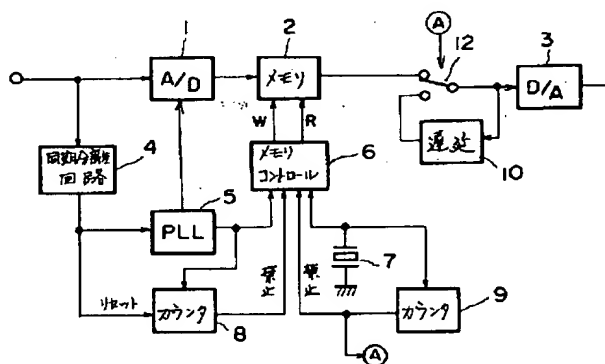 1
A/D
2
メモリ
A
12
3
D/A
W
R
同期分離
回路
4
メモリ
コントロール
6
遅延
10
5
PLL
7
禁止
禁止
リセット
カウンタ
8
カウンタ
9
A